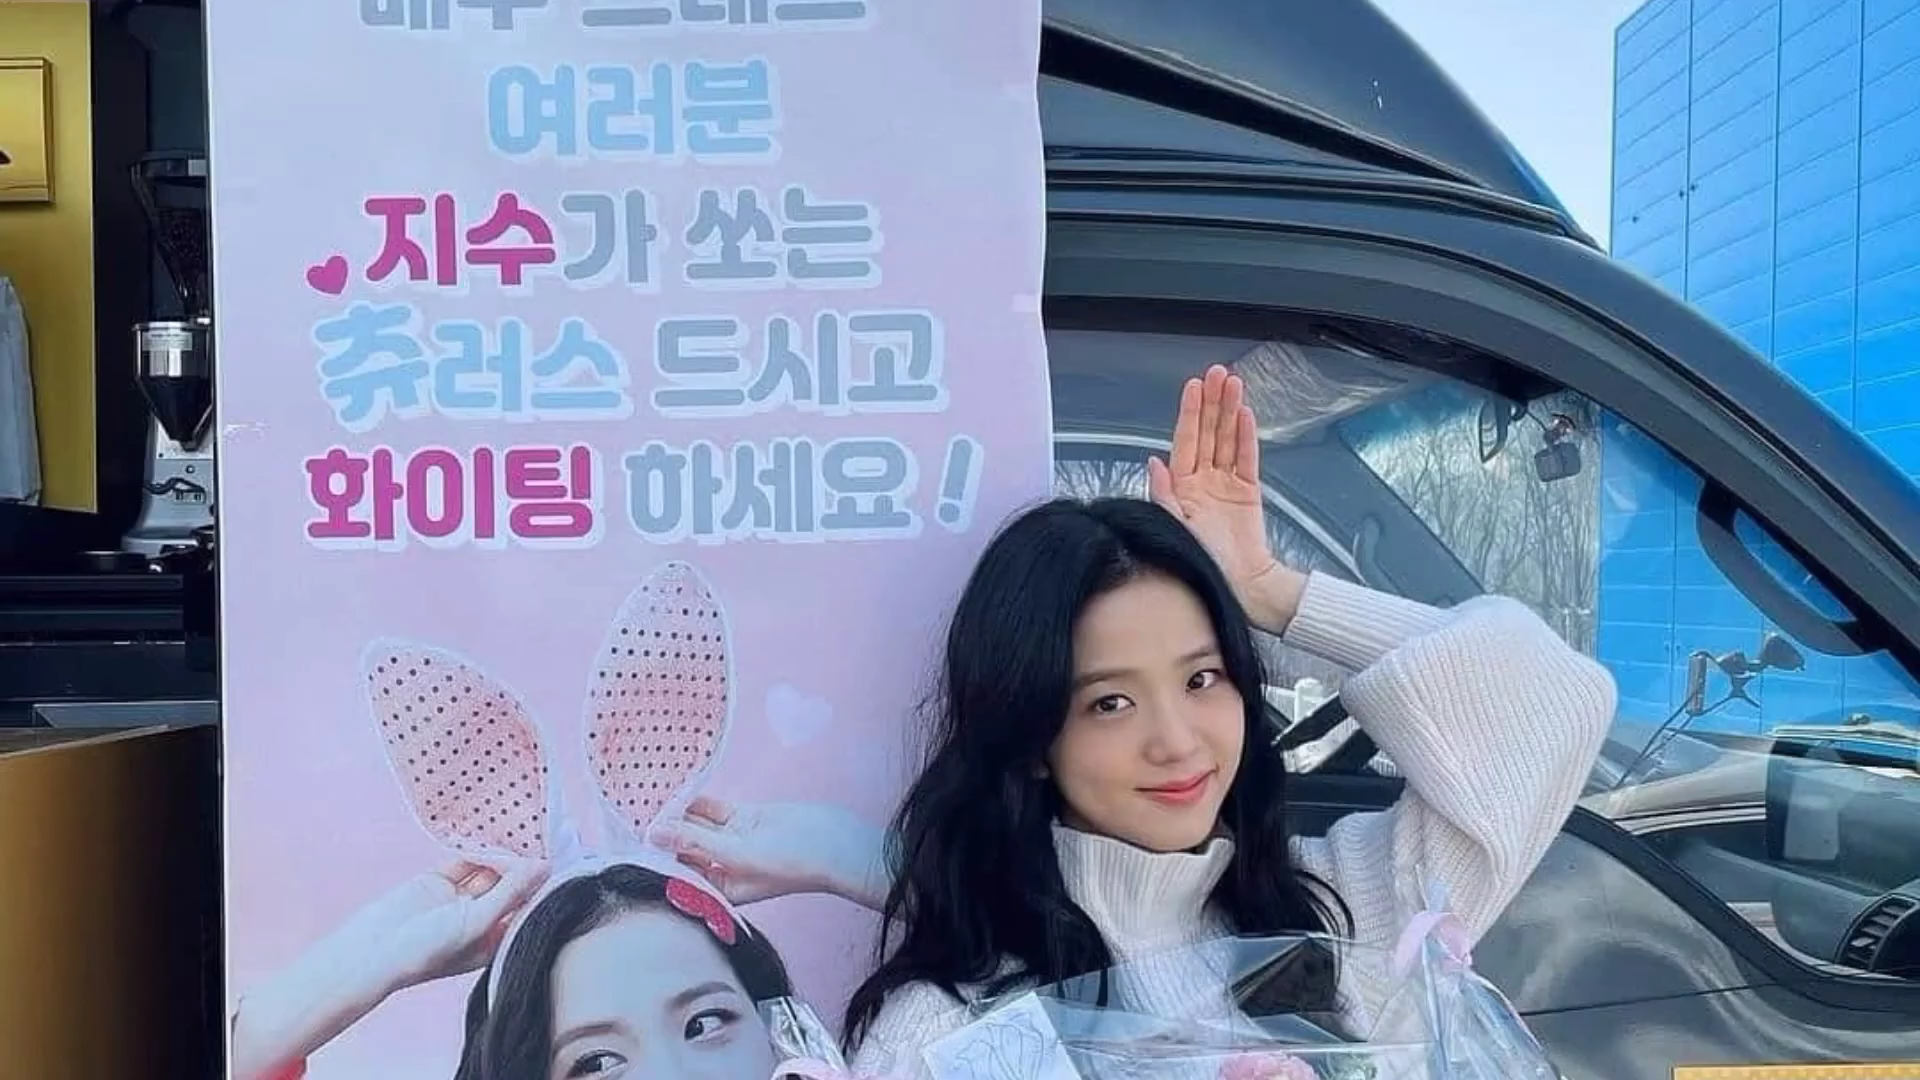 여러분
지수가 쏘는
츄러스 드시고
화이팅 하세요!